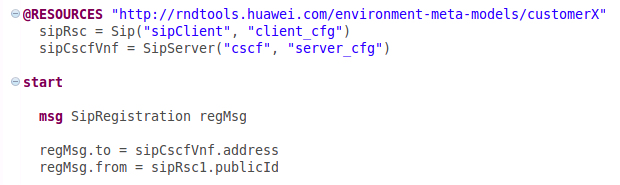 @RESOURCES "http://rndtools.huawei.com/environment-meta-models/customerX"
sipRsc = Sip("sipClient", "client_cfg")
sipCscfVnf = SipServer("cscf", "server_cfg")
start
msg SipRegistration regMsg
regMsg.to = sipCscfVnf.address
regMsg.from = sipRsc1.publicId